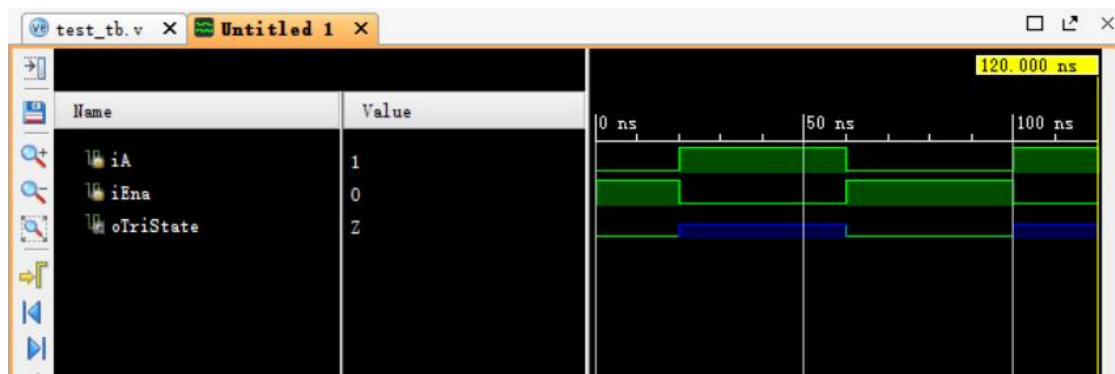 test_tb.v X Untitled 1 X
120.000 ns
Name Value
0 ns 50 ns 100 ns
iA 1
iEna 0
oTriState Z